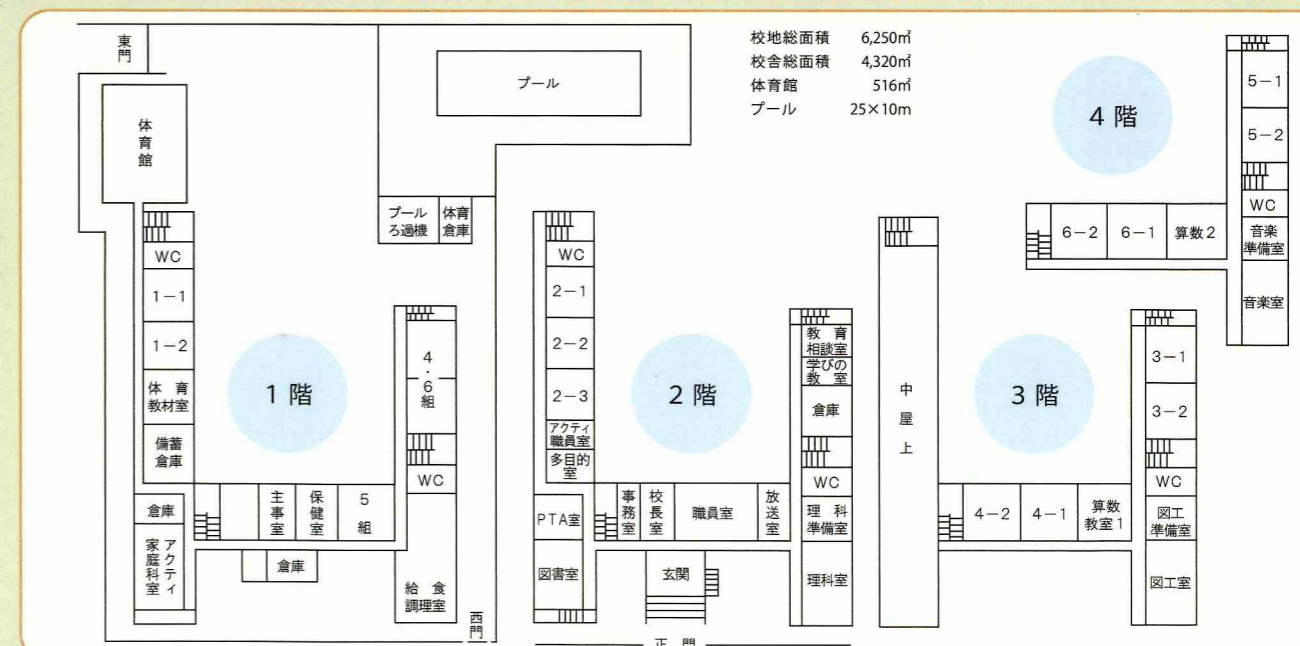 校地総面積 6,250㎡
校舎総面積 4,320㎡
体育館 516㎡
プール 25×10m
東門
体育館
プール
プール
ろ過機
体育
倉庫
1階
WC
1－1
1－2
体育
教材室
備蓄
倉庫
倉庫
アクティ
家庭科室
主事室
保健室
5組
倉庫
4・6組
WC
給食
調理室
西門
2階
WC
2－1
2－2
2－3
アクティ
職員室
多目的
室
PTA室
図書室
事務室
校長室
職員室
放送室
玄関
正門
教育
相談室
学びの
教室
倉庫
WC
理科
準備室
理科室
中屋上
3階
3－1
3－2
WC
図工
準備室
図工室
4－2
4－1
算数
教室1
4階
5－1
5－2
WC
音楽
準備室
音楽室
6－2
6－1
算数2